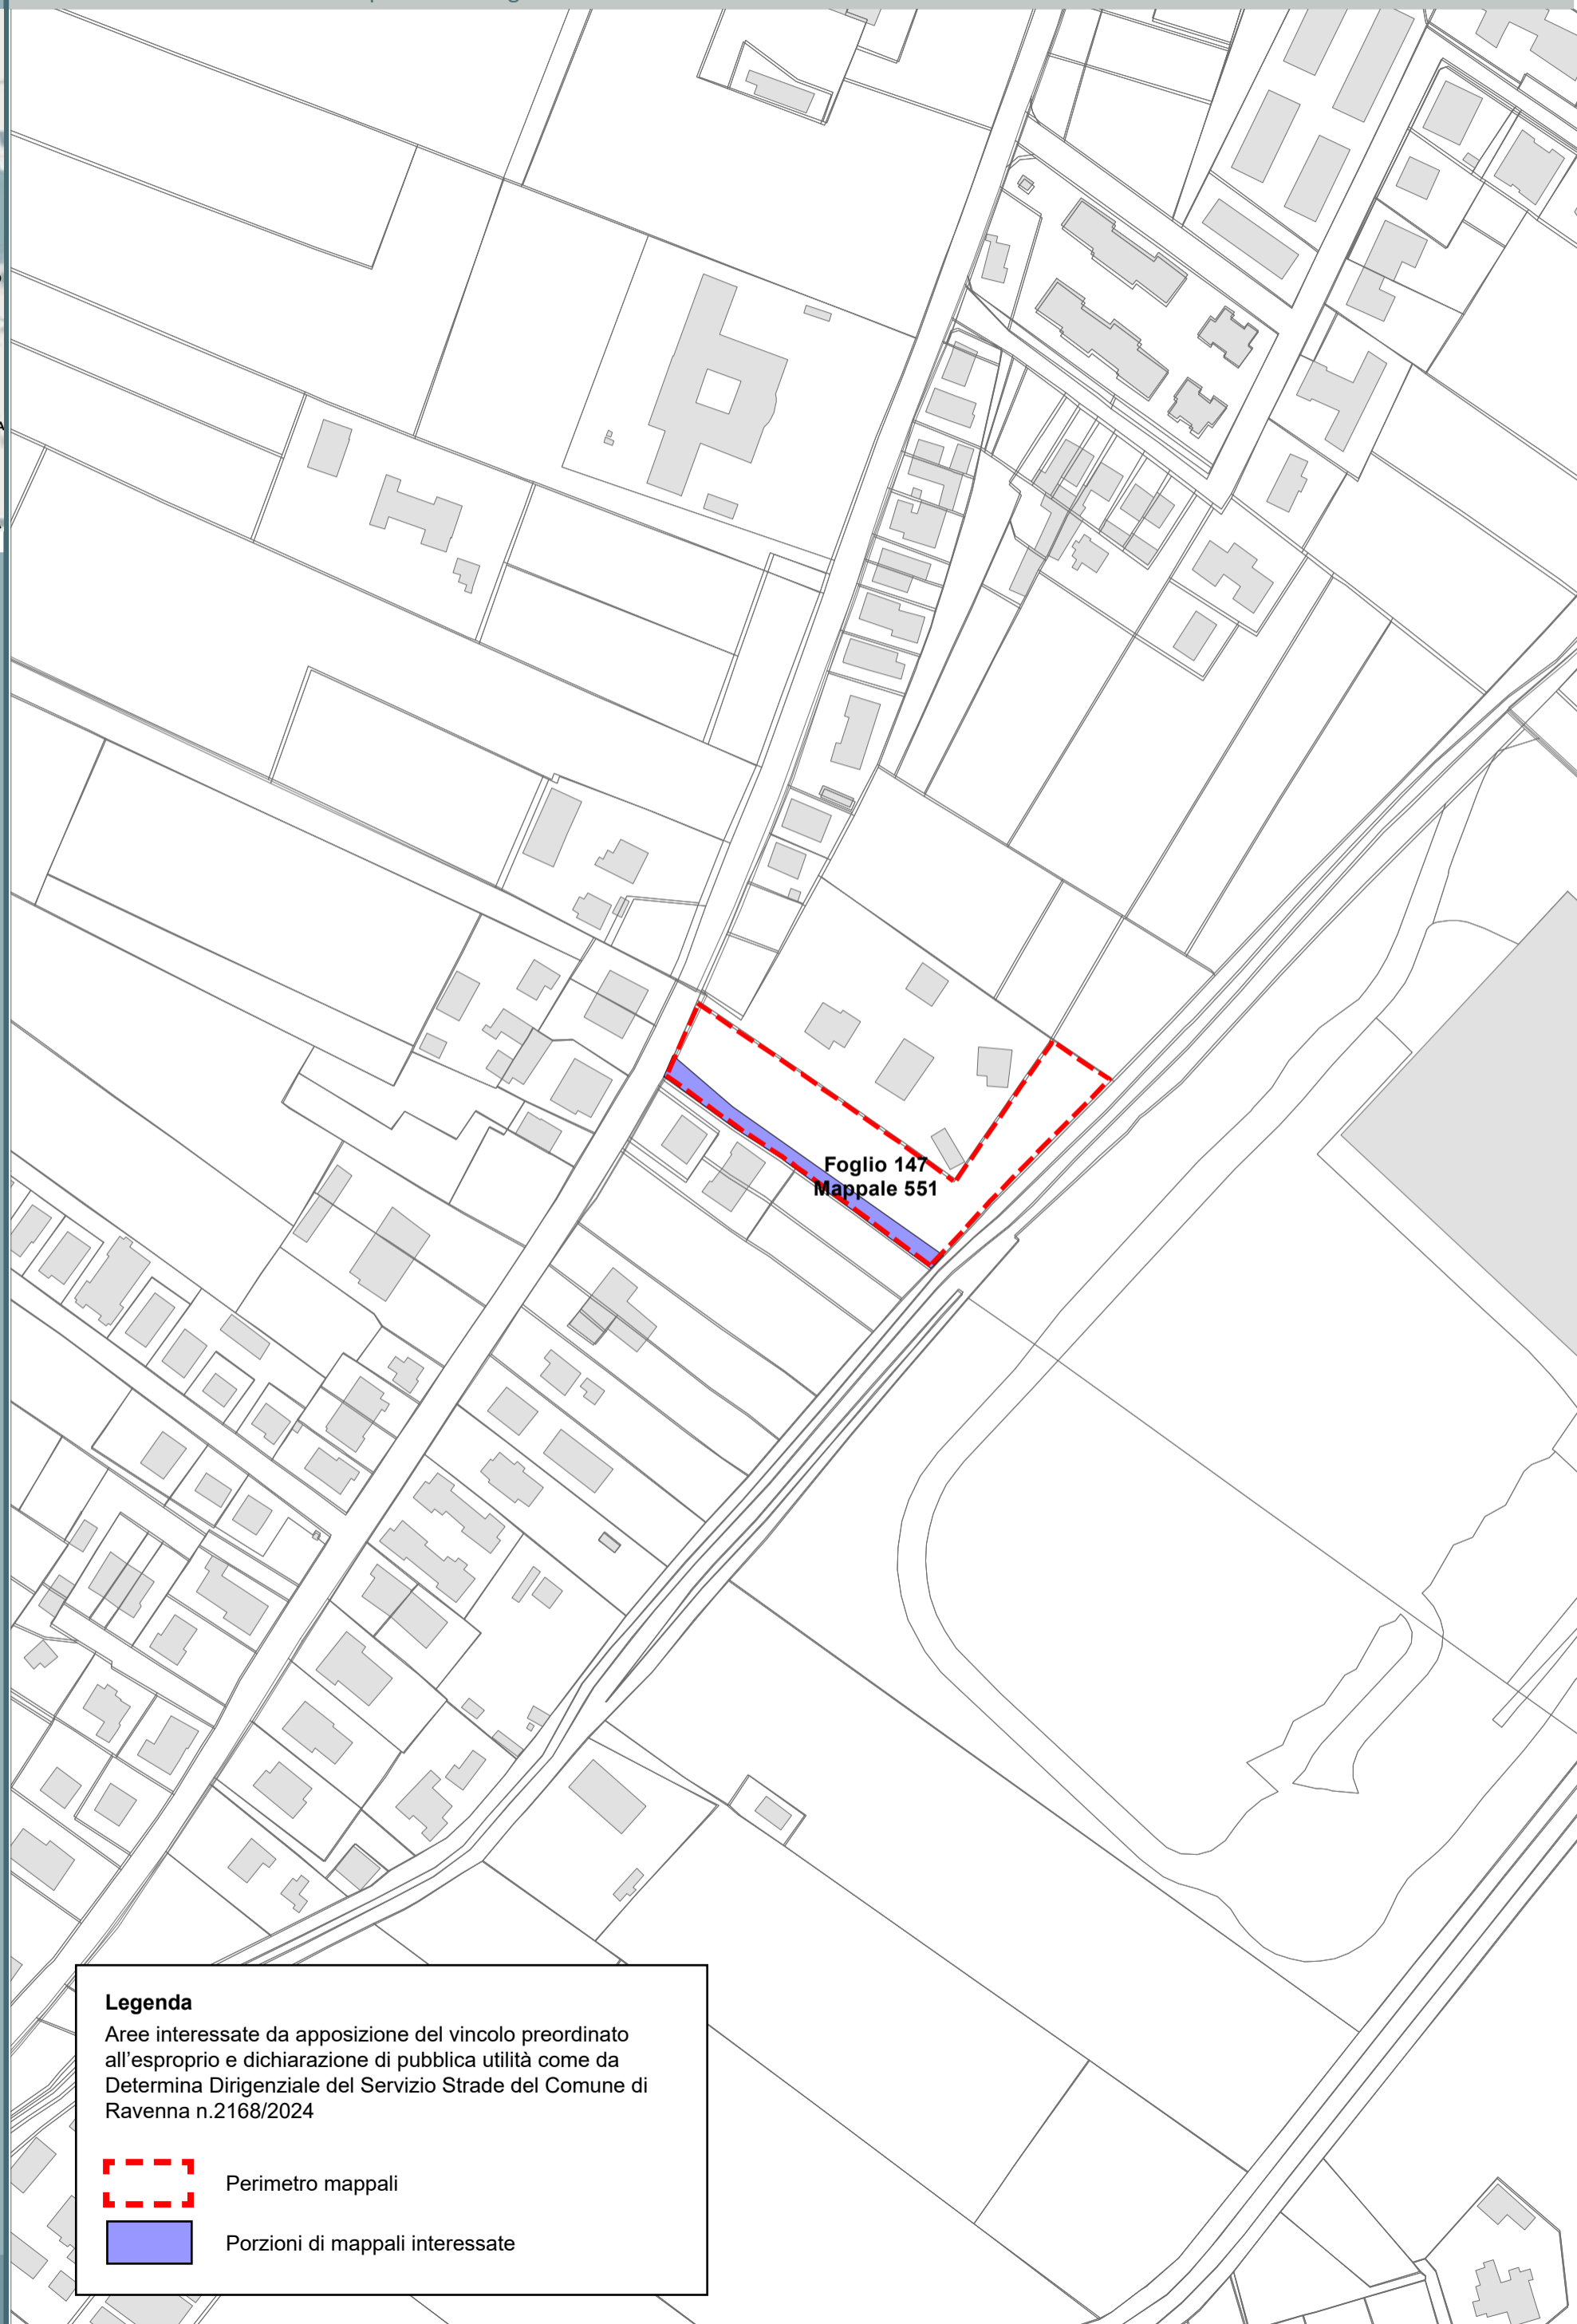 Foglio 147
Mappale 551
Legenda
Aree interessate da apposizione del vincolo preordinato
all'esproprio e dichiarazione di pubblica utilità come da
Determina Dirigenziale del Servizio Strade del Comune di
Ravenna n.2168/2024
Perimetro mappali
Porzioni di mappali interessate